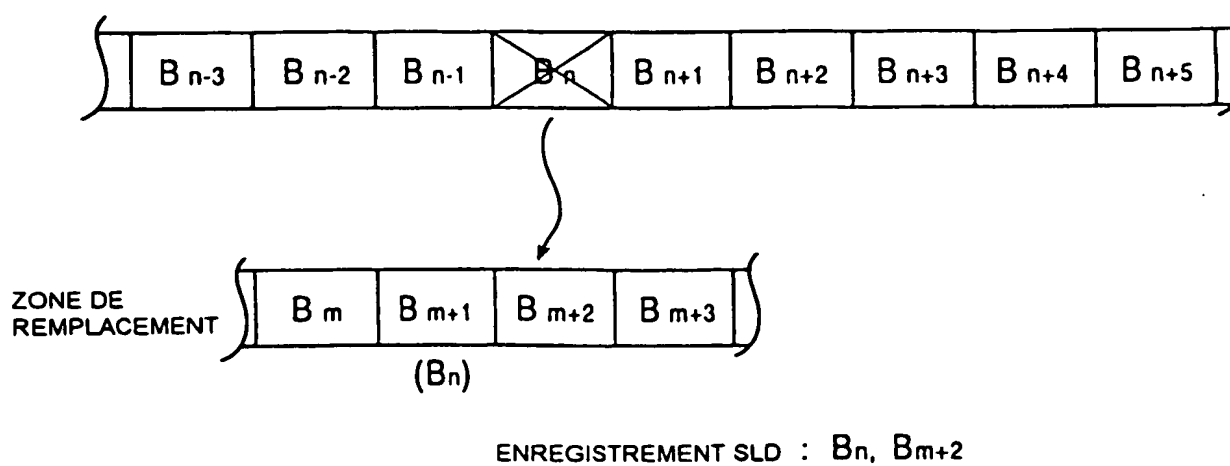 B n-3 B n-2 B n-1 B n B n+1 B n+2 B n+3 B n+4 B n+5
ZONE DE
REMPLACEMENT
B m B m+1 B m+2 B m+3
(Bn)
ENREGISTREMENT SLD : Bn, Bm+2